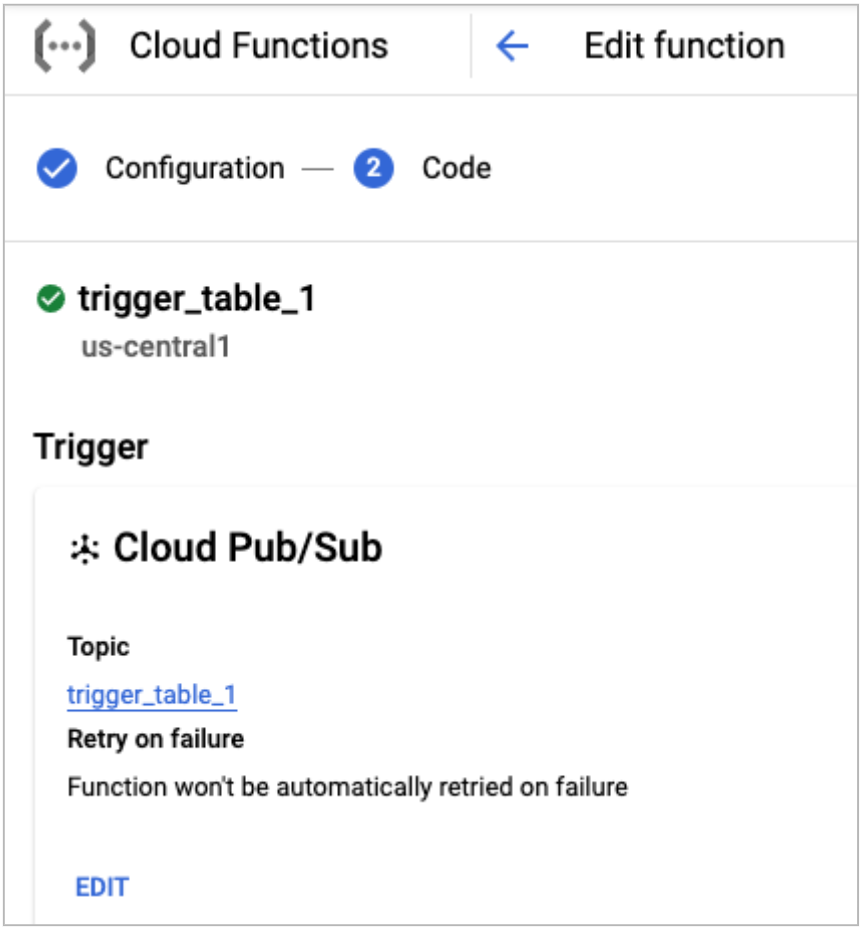 Cloud Functions
Edit function
Configuration — 2 Code
trigger_table_1
us-central1
Trigger
Cloud Pub/Sub
Topic
trigger_table_1
Retry on failure
Function won't be automatically retried on failure
EDIT